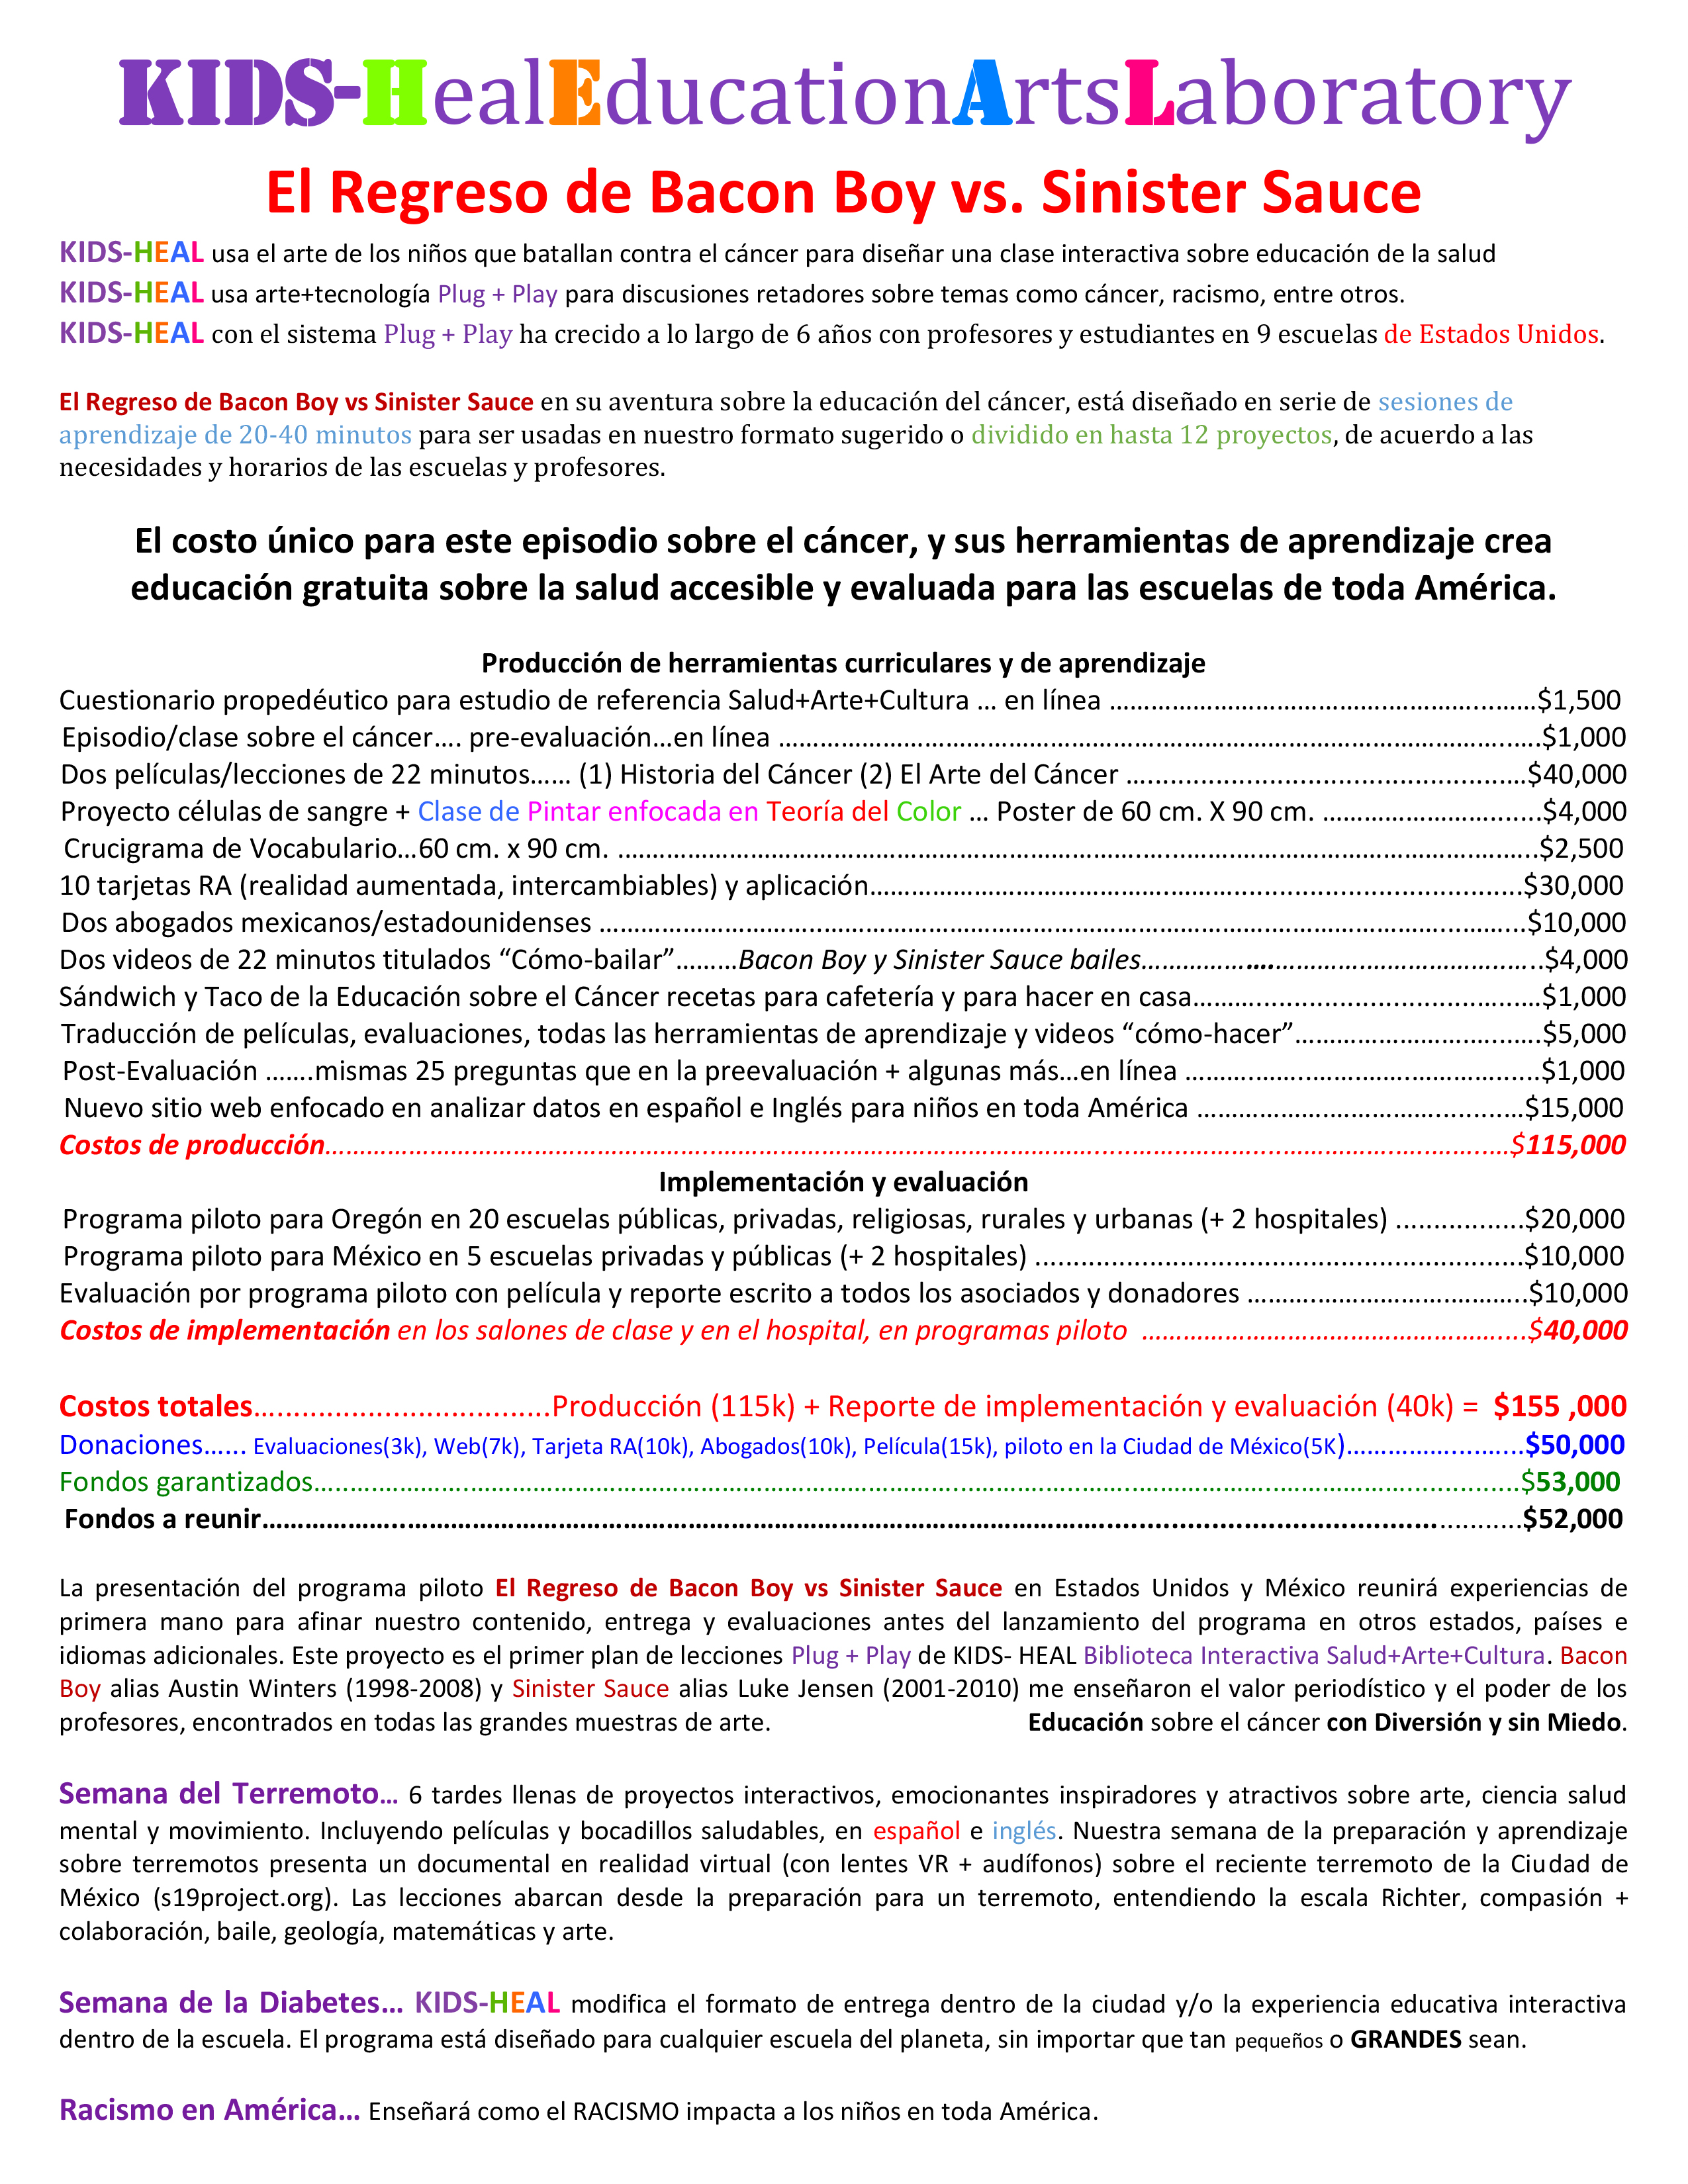 KIDS-HealEducationArtsLaboratory
El Regreso de Bacon Boy vs. Sinister Sauce
KIDS-HEAL usa el arte de los niños que batallan contra el cáncer para diseñar una clase interactiva sobre educación de la salud
KIDS-HEAL usa arte+tecnología Plug + Play para discusiones retadores sobre temas como cáncer, racismo, entre otros.
KIDS-HEAL con el sistema Plug + Play ha crecido a lo largo de 6 años con profesores y estudiantes en 9 escuelas de Estados Unidos.
El Regreso de Bacon Boy vs Sinister Sauce en su aventura sobre la educación del cáncer, está diseñado en serie de sesiones de
aprendizaje de 20-40 minutos para ser usadas en nuestro formato sugerido o dividido en hasta 12 proyectos, de acuerdo a las
necesidades y horarios de las escuelas y profesores.
El costo único para este episodio sobre el cáncer, y sus herramientas de aprendizaje crea
educación gratuita sobre la salud accesible y evaluada para las escuelas de toda América.
Producción de herramientas curriculares y de aprendizaje
Cuestionario propedéutico para estudio de referencia Salud+Arte+Cultura ... en línea ....................$1,500
Episodio/clase sobre el cáncer.... pre-evaluación...en línea ....................$1,000
Dos películas/lecciones de 22 minutos...... (1) Historia del Cáncer (2) El Arte del Cáncer ....................$40,000
Proyecto células de sangre + Clase de Pintar enfocada en Teoría del Color ... Poster de 60 cm. X 90 cm. ....................$4,000
Crucigrama de Vocabulario...60 cm. x 90 cm. ....................$2,500
10 tarjetas RA (realidad aumentada, intercambiables) y aplicación....................$30,000
Dos abogados mexicanos/estadounidenses ....................$10,000
Dos videos de 22 minutos titulados “Cómo-bailar”.........Bacon Boy y Sinister Sauce bailes....................$4,000
Sándwich y Taco de la Educación sobre el Cáncer recetas para cafetería y para hacer en casa....................$1,000
Traducción de películas, evaluaciones, todas las herramientas de aprendizaje y videos “cómo-hacer”....................$5,000
Post-Evaluación .......mismas 25 preguntas que en la preevaluación + algunas más...en línea ....................$1,000
Nuevo sitio web enfocado en analizar datos en español e Inglés para niños en toda América ....................$15,000
Costos de producción....................$115,000
Implementación y evaluación
Programa piloto para Oregón en 20 escuelas públicas, privadas, religiosas, rurales y urbanas (+ 2 hospitales) .................$20,000
Programa piloto para México en 5 escuelas privadas y públicas (+ 2 hospitales) ....................$10,000
Evaluación por programa piloto con película y reporte escrito a todos los asociados y donadores ....................$10,000
Costos de implementación en los salones de clase y en el hospital, en programas piloto ....................$40,000
Costos totales....................Producción (115k) + Reporte de implementación y evaluación (40k) = $155 ,000
Donaciones...... Evaluaciones(3k), Web(7k), Tarjeta RA(10k), Abogados(10k), Película(15k), piloto en la Ciudad de México(5K)....................$50,000
Fondos garantizados....................$53,000
Fondos a reunir....................$52,000
La presentación del programa piloto El Regreso de Bacon Boy vs Sinister Sauce en Estados Unidos y México reunirá experiencias de
primera mano para afinar nuestro contenido, entrega y evaluaciones antes del lanzamiento del programa en otros estados, países e
idiomas adicionales. Este proyecto es el primer plan de lecciones Plug + Play de KIDS- HEAL Biblioteca Interactiva Salud+Arte+Cultura. Bacon
Boy alias Austin Winters (1998-2008) y Sinister Sauce alias Luke Jensen (2001-2010) me enseñaron el valor periodístico y el poder de los
profesores, encontrados en todas las grandes muestras de arte. Educación sobre el cáncer con Diversión y sin Miedo.
Semana del Terremoto... 6 tardes llenas de proyectos interactivos, emocionantes inspiradores y atractivos sobre arte, ciencia salud
mental y movimiento. Incluyendo películas y bocadillos saludables, en español e inglés. Nuestra semana de la preparación y aprendizaje
sobre terremotos presenta un documental en realidad virtual (con lentes VR + audífonos) sobre el reciente terremoto de la Ciudad de
México (s19project.org). Las lecciones abarcan desde la preparación para un terremoto, entendiendo la escala Richter, compasión +
colaboración, baile, geología, matemáticas y arte.
Semana de la Diabetes... KIDS-HEAL modifica el formato de entrega dentro de la ciudad y/o la experiencia educativa interactiva
dentro de la escuela. El programa está diseñado para cualquier escuela del planeta, sin importar que tan pequeños o GRANDES sean.
Racismo en América... Enseñará como el RACISMO impacta a los niños en toda América.